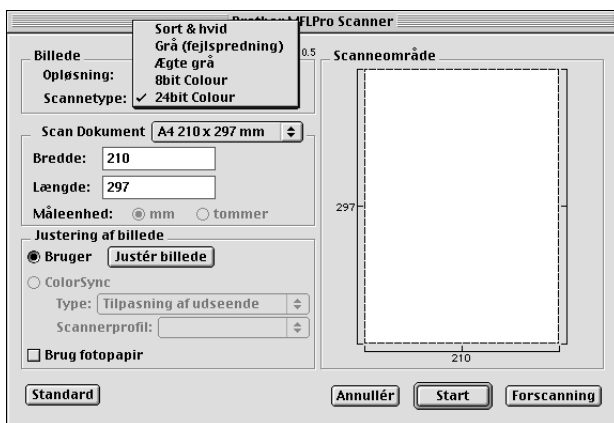 MFLPro Scanner
Sort & hvid
Grå (fejlspredning)
Ægte grå
8bit Colour
24bit Colour
Billede
0.5
Opløsning:
Scannetype:
Scan Dokument A4 210 x 297 mm
Bredde: 210
Længde: 297
Måleenhed: mm tommer
Justering af billede
Bruger Justér billede
ColorSync
Type: Tilpasning af udseende
Scannerprofil:
Brug fotopapir
Scanneområde
297
210
Standard
Annullér Start Forscanning